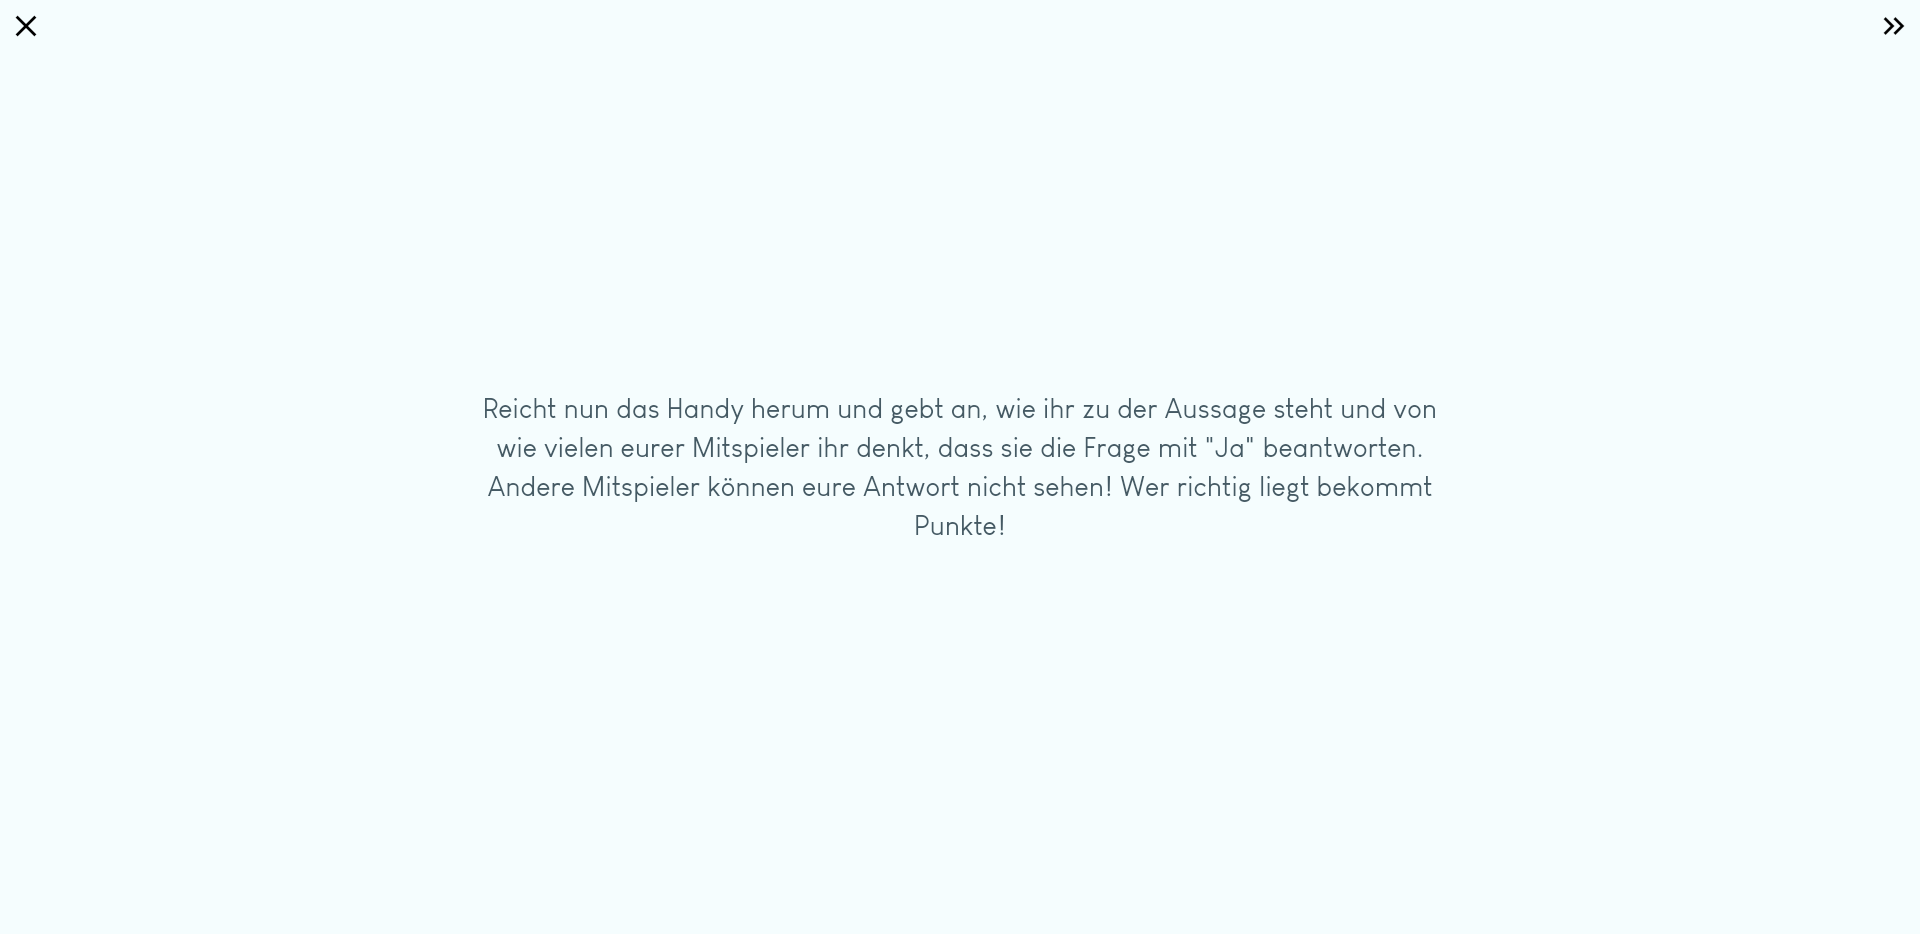 Reicht nun das Handy herum und gebt an, wie ihr zu der Aussage steht und von
wie vielen eurer Mitspieler ihr denkt, dass sie die Frage mit "Ja" beantworten.
Andere Mitspieler können eure Antwort nicht sehen! Wer richtig liegt bekommt
Punkte!